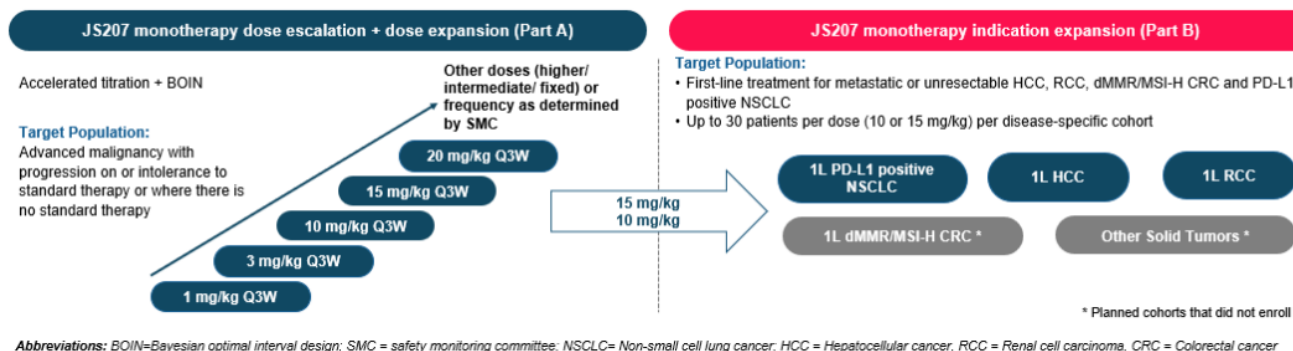 JS207 monotherapy dose escalation + dose expansion (Part A)
Accelerated titration + BOIN
Target Population:
Advanced malignancy with
progression on or intolerance to
standard therapy or where there is
no standard therapy
Other doses (higher/
intermediate/ fixed) or
frequency as determined
by SMC
20 mg/kg Q3W
15 mg/kg Q3W
10 mg/kg Q3W
3 mg/kg Q3W
1 mg/kg Q3W
15 mg/kg
10 mg/kg
JS207 monotherapy indication expansion (Part B)
Target Population:
• First-line treatment for metastatic or unresectable HCC, RCC, dMMR/MSI-H CRC and PD-L1
positive NSCLC
• Up to 30 patients per dose (10 or 15 mg/kg) per disease-specific cohort
1L PD-L1 positive
NSCLC
1L HCC
1L RCC
1L dMMR/MSI-H CRC *
Other Solid Tumors *
* Planned cohorts that did not enroll
Abbreviations: BOIN=Bayesian optimal interval design; SMC = safety monitoring committee; NSCLC= Non-small cell lung cancer; HCC = Hepatocellular cancer, RCC = Renal cell carcinoma, CRC = Colorectal cancer